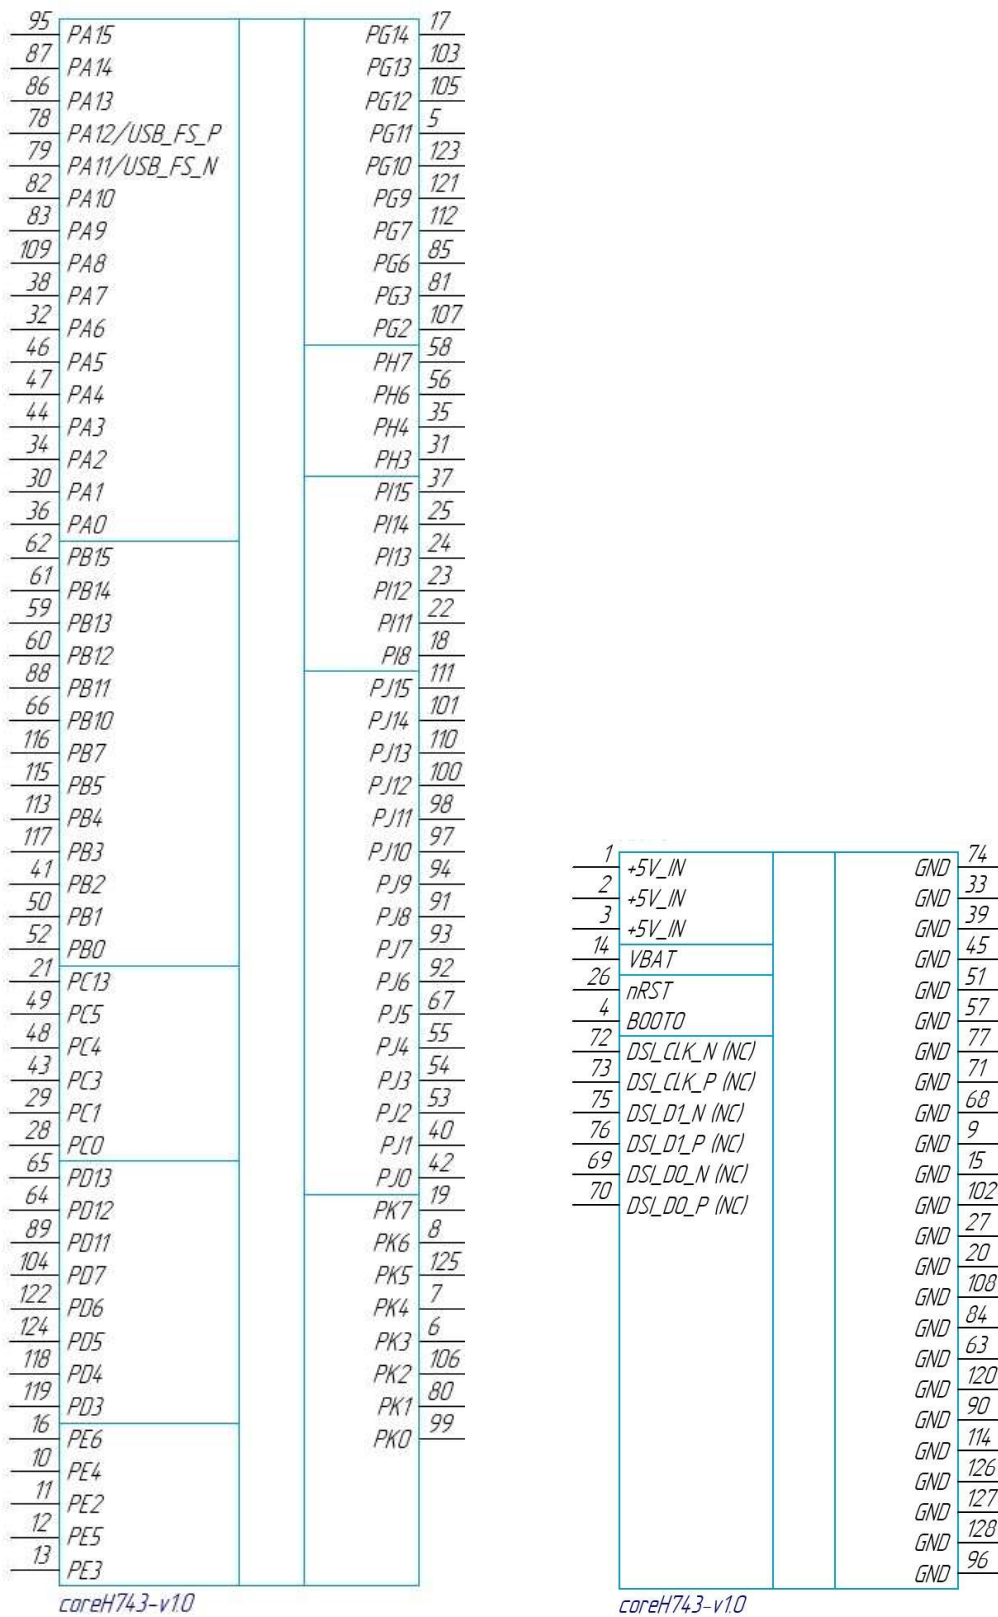 95 PA15
87 PA14
86 PA13
78 PA12/USB_FS_P
79 PA11/USB_FS_N
82 PA10
83 PA9
109 PA8
38 PA7
32 PA6
46 PA5
47 PA4
44 PA3
34 PA2
30 PA1
36 PA0
62 PB15
61 PB14
59 PB13
60 PB12
88 PB11
66 PB10
116 PB7
115 PB5
113 PB4
117 PB3
41 PB2
50 PB1
52 PB0
21 PC13
49 PC5
48 PC4
43 PC3
29 PC1
28 PC0
65 PD13
64 PD12
89 PD11
104 PD7
122 PD6
124 PD5
118 PD4
119 PD3
16 PE6
10 PE4
11 PE2
12 PE5
13 PE3
PG14 17
PG13 103
PG12 105
PG11 5
PG10 123
PG9 121
PG7 112
PG6 85
PG3 81
PG2 107
PH7 58
PH6 56
PH4 35
PH3 31
PI15 37
PI14 25
PI13 24
PI12 23
PI11 22
PI8 18
PJ15 111
PJ14 101
PJ13 110
PJ12 100
PJ11 98
PJ10 97
PJ9 94
PJ8 91
PJ7 93
PJ6 92
PJ5 67
PJ4 55
PJ3 54
PJ2 53
PJ1 40
PJ0 42
PK7 19
PK6 8
PK5 125
PK4 7
PK3 6
PK2 106
PK1 80
PK0 99
coreH743-v1.0
1 +5V_IN
2 +5V_IN
3 +5V_IN
14 VBAT
26 nRST
4 BOOT0
72 DSI_CLK_N (NC)
73 DSI_CLK_P (NC)
75 DSI_D1_N (NC)
76 DSI_D1_P (NC)
69 DSI_D0_N (NC)
70 DSI_D0_P (NC)
GND 74
GND 33
GND 39
GND 45
GND 51
GND 57
GND 77
GND 71
GND 68
GND 9
GND 15
GND 102
GND 27
GND 20
GND 108
GND 84
GND 63
GND 120
GND 90
GND 114
GND 126
GND 127
GND 128
GND 96
coreH743-v1.0